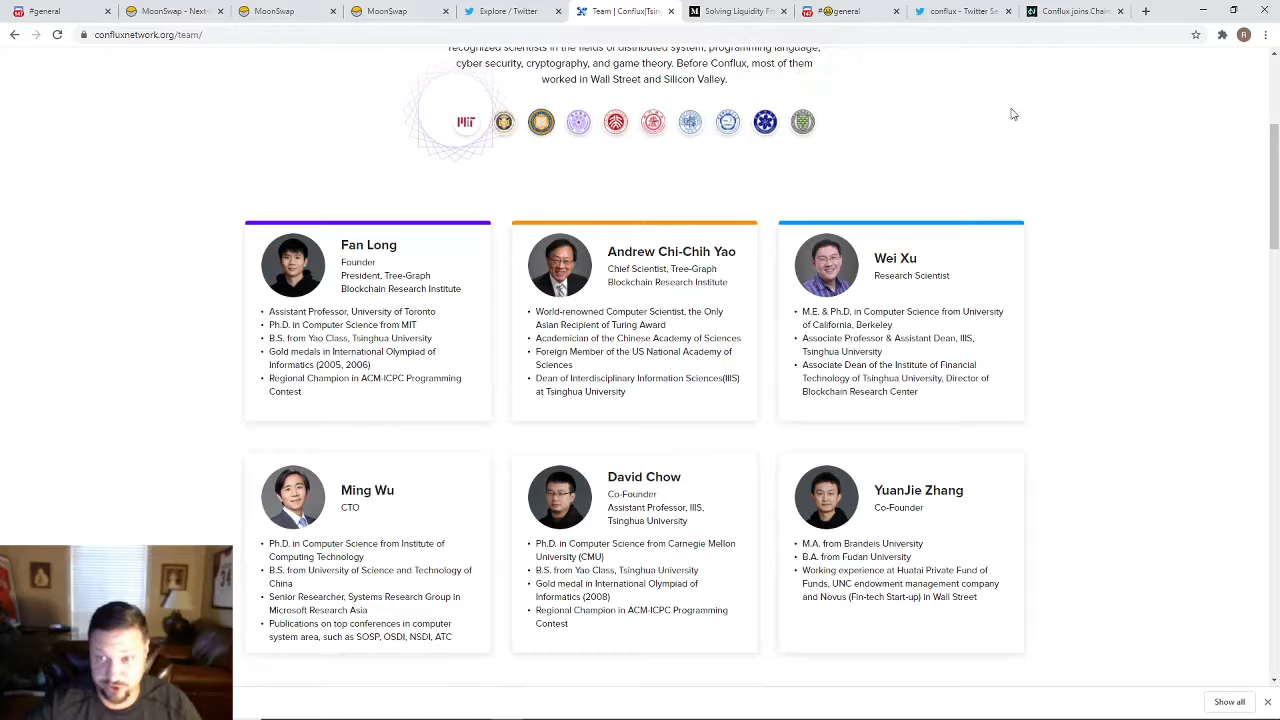 #general
MoonSwap - Next-
MoonSwap
MoonSwap
Explore / Twitter
Team | Conflux|Tsing
Solving Liquidity Fr
#general
conflux - Twitter Se
Conflux joins Chain
confluxnetwork.org/team/
R
recognized scientists in the fields of distributed system, programming language,
cyber security, cryptography, and game theory. Before Conflux, most of them
worked in Wall Street and Silicon Valley.
MIT
Fan Long
Founder
President, Tree-Graph
Blockchain Research Institute
• Assistant Professor, University of Toronto
• Ph.D. in Computer Science from MIT
• B.S. from Yao Class, Tsinghua University
• Gold medals in International Olympiad of
Informatics (2005, 2006)
• Regional Champion in ACM-ICPC Programming
Contest
Andrew Chi-Chih Yao
Chief Scientist, Tree-Graph
Blockchain Research Institute
• World-renowned Computer Scientist, the Only
Asian Recipient of Turing Award
• Academician of the Chinese Academy of Sciences
• Foreign Member of the US National Academy of
Sciences
• Dean of Interdisciplinary Information Sciences(IIIS)
at Tsinghua University
Wei Xu
Research Scientist
• M.E. & Ph.D. in Computer Science from University
of California, Berkeley
• Associate Professor & Assistant Dean, IIIS,
Tsinghua University
• Associate Dean of the Institute of Financial
Technology of Tsinghua University, Director of
Blockchain Research Center
Ming Wu
CTO
• Ph.D. in Computer Science from Institute of
Computing Technology
• B.S. from University of Science and Technology of
China
• Senior Researcher, Systems Research Group in
Microsoft Research Asia
• Publications on top conferences in computer
system area, such as SOSP, OSDI, NSDI, ATC
David Chow
Co-Founder
Assistant Professor, IIIS,
Tsinghua University
• Ph.D. in Computer Science from Carnegie Mellon
University (CMU)
• B.S. from Yao Class, Tsinghua University
• Gold medal in International Olympiad of
Informatics (2008)
• Regional Champion in ACM-ICPC Programming
Contest
YuanJie Zhang
Co-Founder
• M.A. from Brandeis University
• B.A. from Fudan University
• Working experience at Huatai Private Fund of
Funds, UNC endowment management company
and Novus (Fin-tech Start-up) in Wall Street
Show all